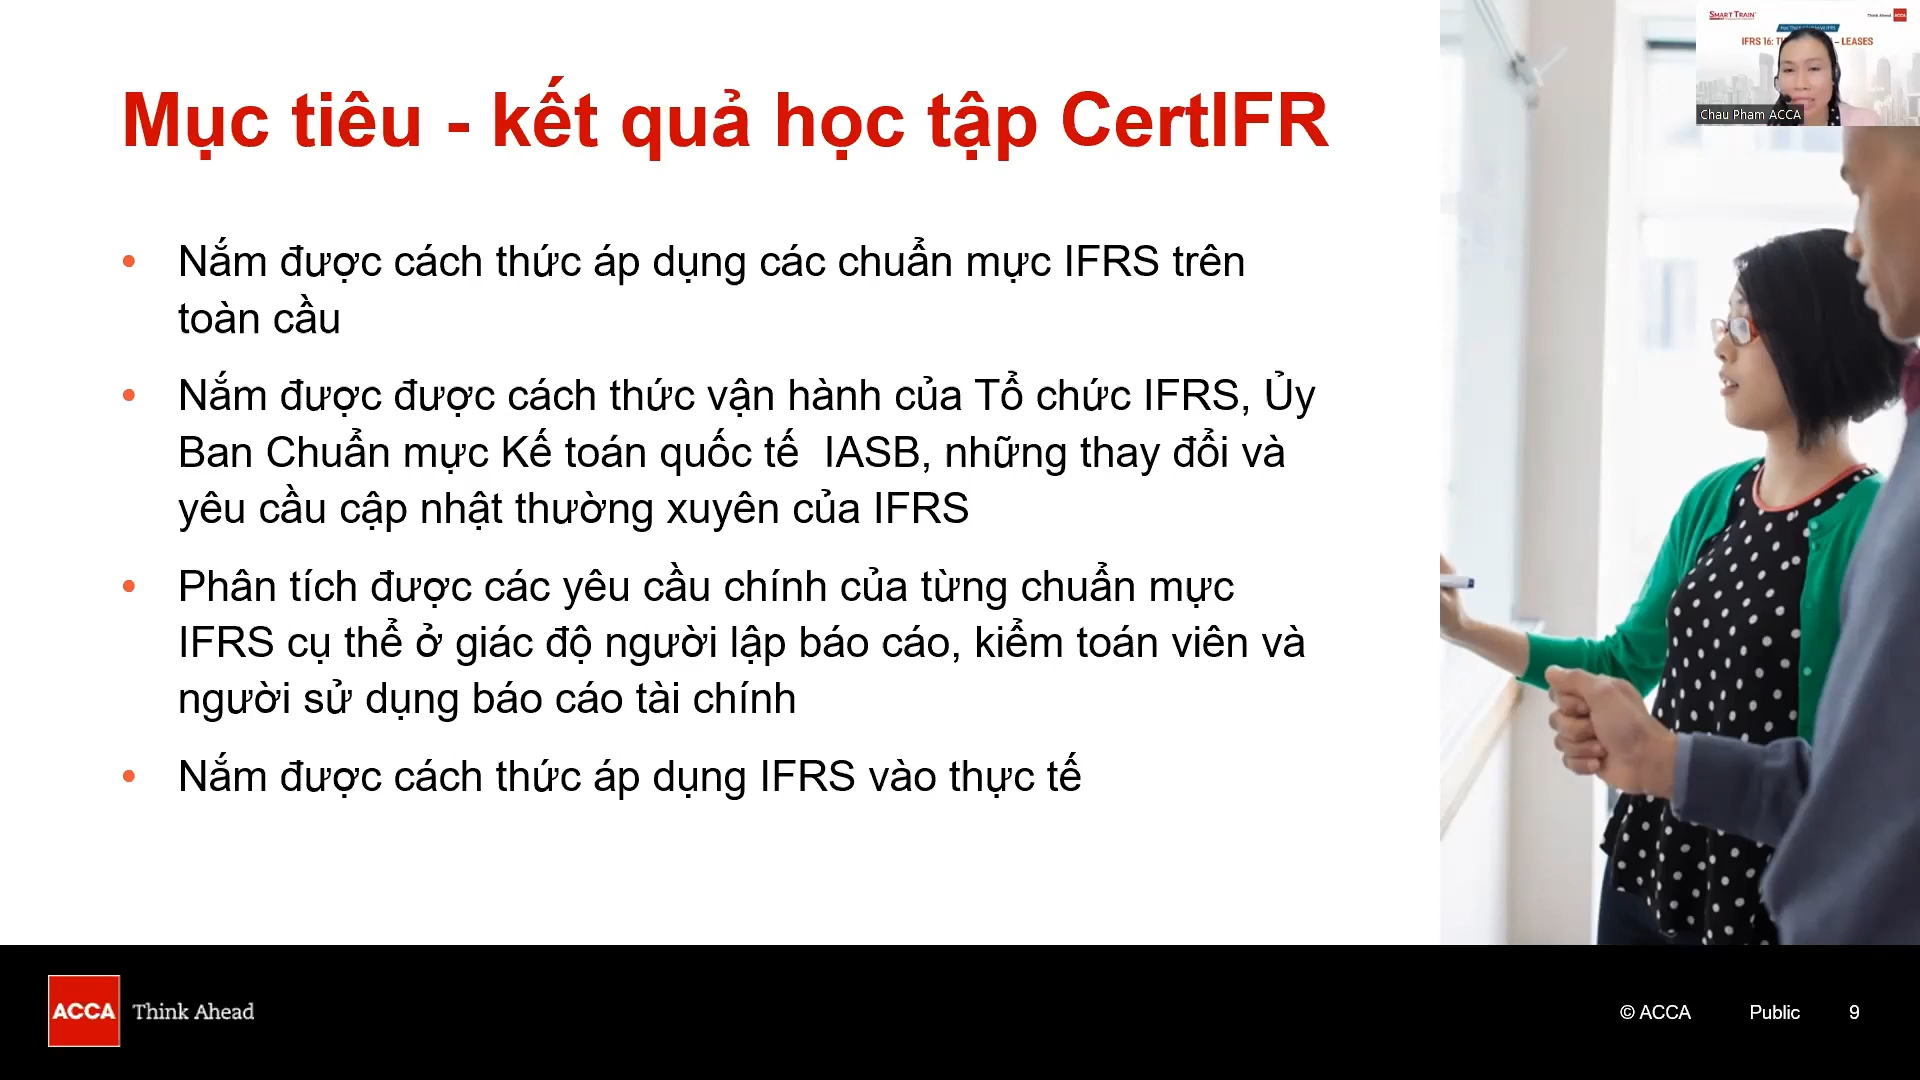 Mục tiêu - kết quả học tập CertIFR
• Nắm được cách thức áp dụng các chuẩn mực IFRS trên
toàn cầu
• Nắm được được cách thức vận hành của Tổ chức IFRS, Ủy
Ban Chuẩn mực Kế toán quốc tế  IASB, những thay đổi và
yêu cầu cập nhật thường xuyên của IFRS
• Phân tích được các yêu cầu chính của từng chuẩn mực
IFRS cụ thể ở giác độ người lập báo cáo, kiểm toán viên và
người sử dụng báo cáo tài chính
• Nắm được cách thức áp dụng IFRS vào thực tế
SMART TRAIN
Think Ahead ACCA
IFRS 16: – LEASES
Chau Pham ACCA
ACCA Think Ahead
© ACCA Public 9